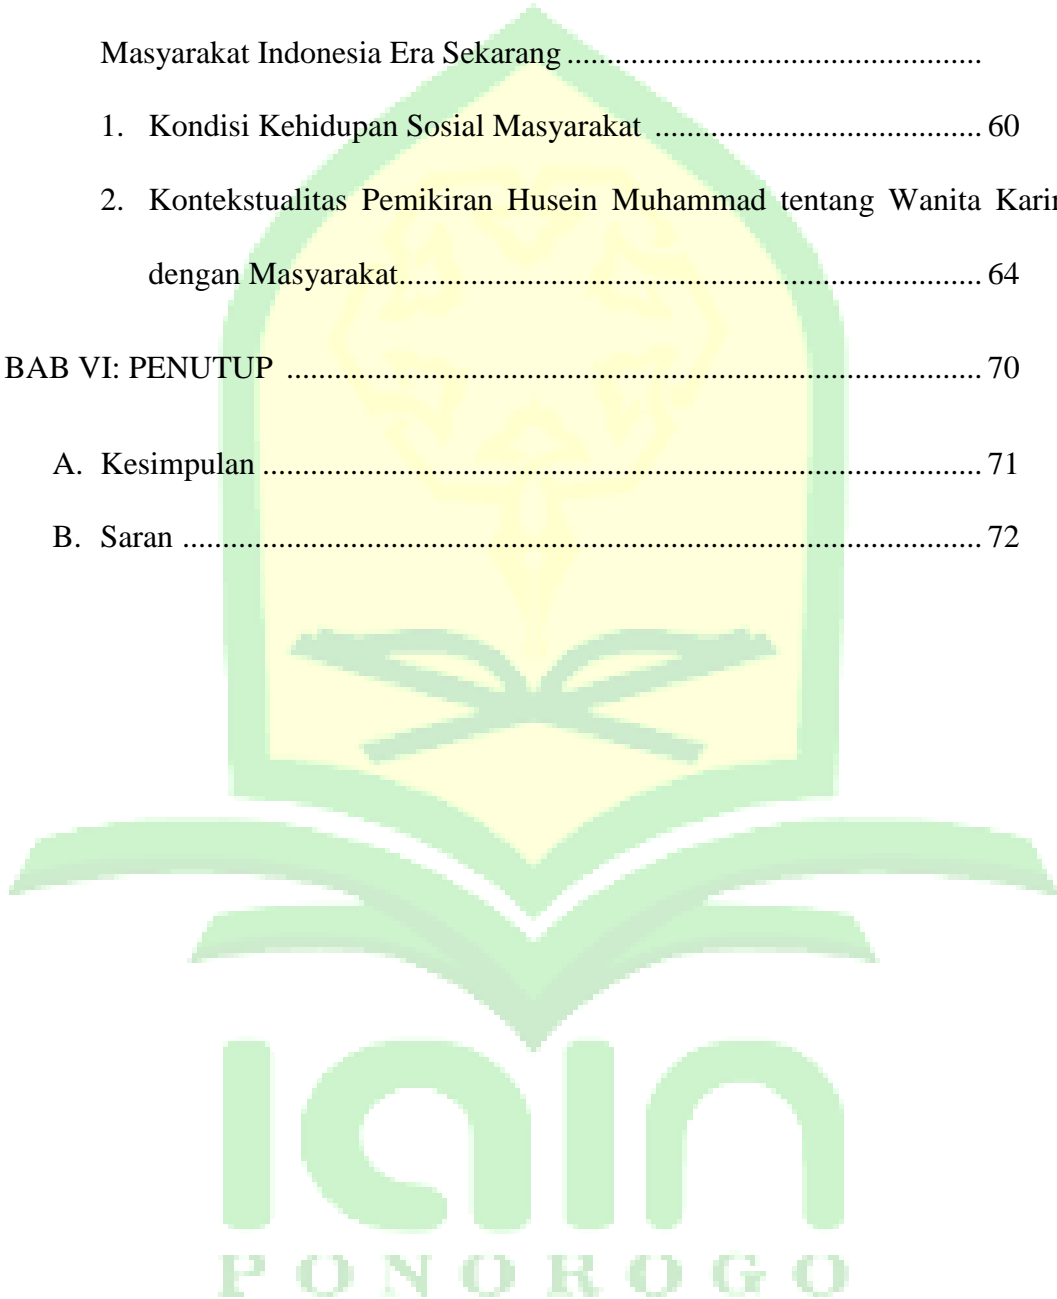 Masyarakat Indonesia Era Sekarang ....................................................
1. Kondisi Kehidupan Sosial Masyarakat ......................................... 60
2. Kontekstualitas Pemikiran Husein Muhammad tentang Wanita
dengan Masyarakat......................................................................... 64
BAB VI: PENUTUP ....................................................................................... 70
A. Kesimpulan .......................................................................................... 71
B. Saran .................................................................................................... 72
iain
PONOROGO